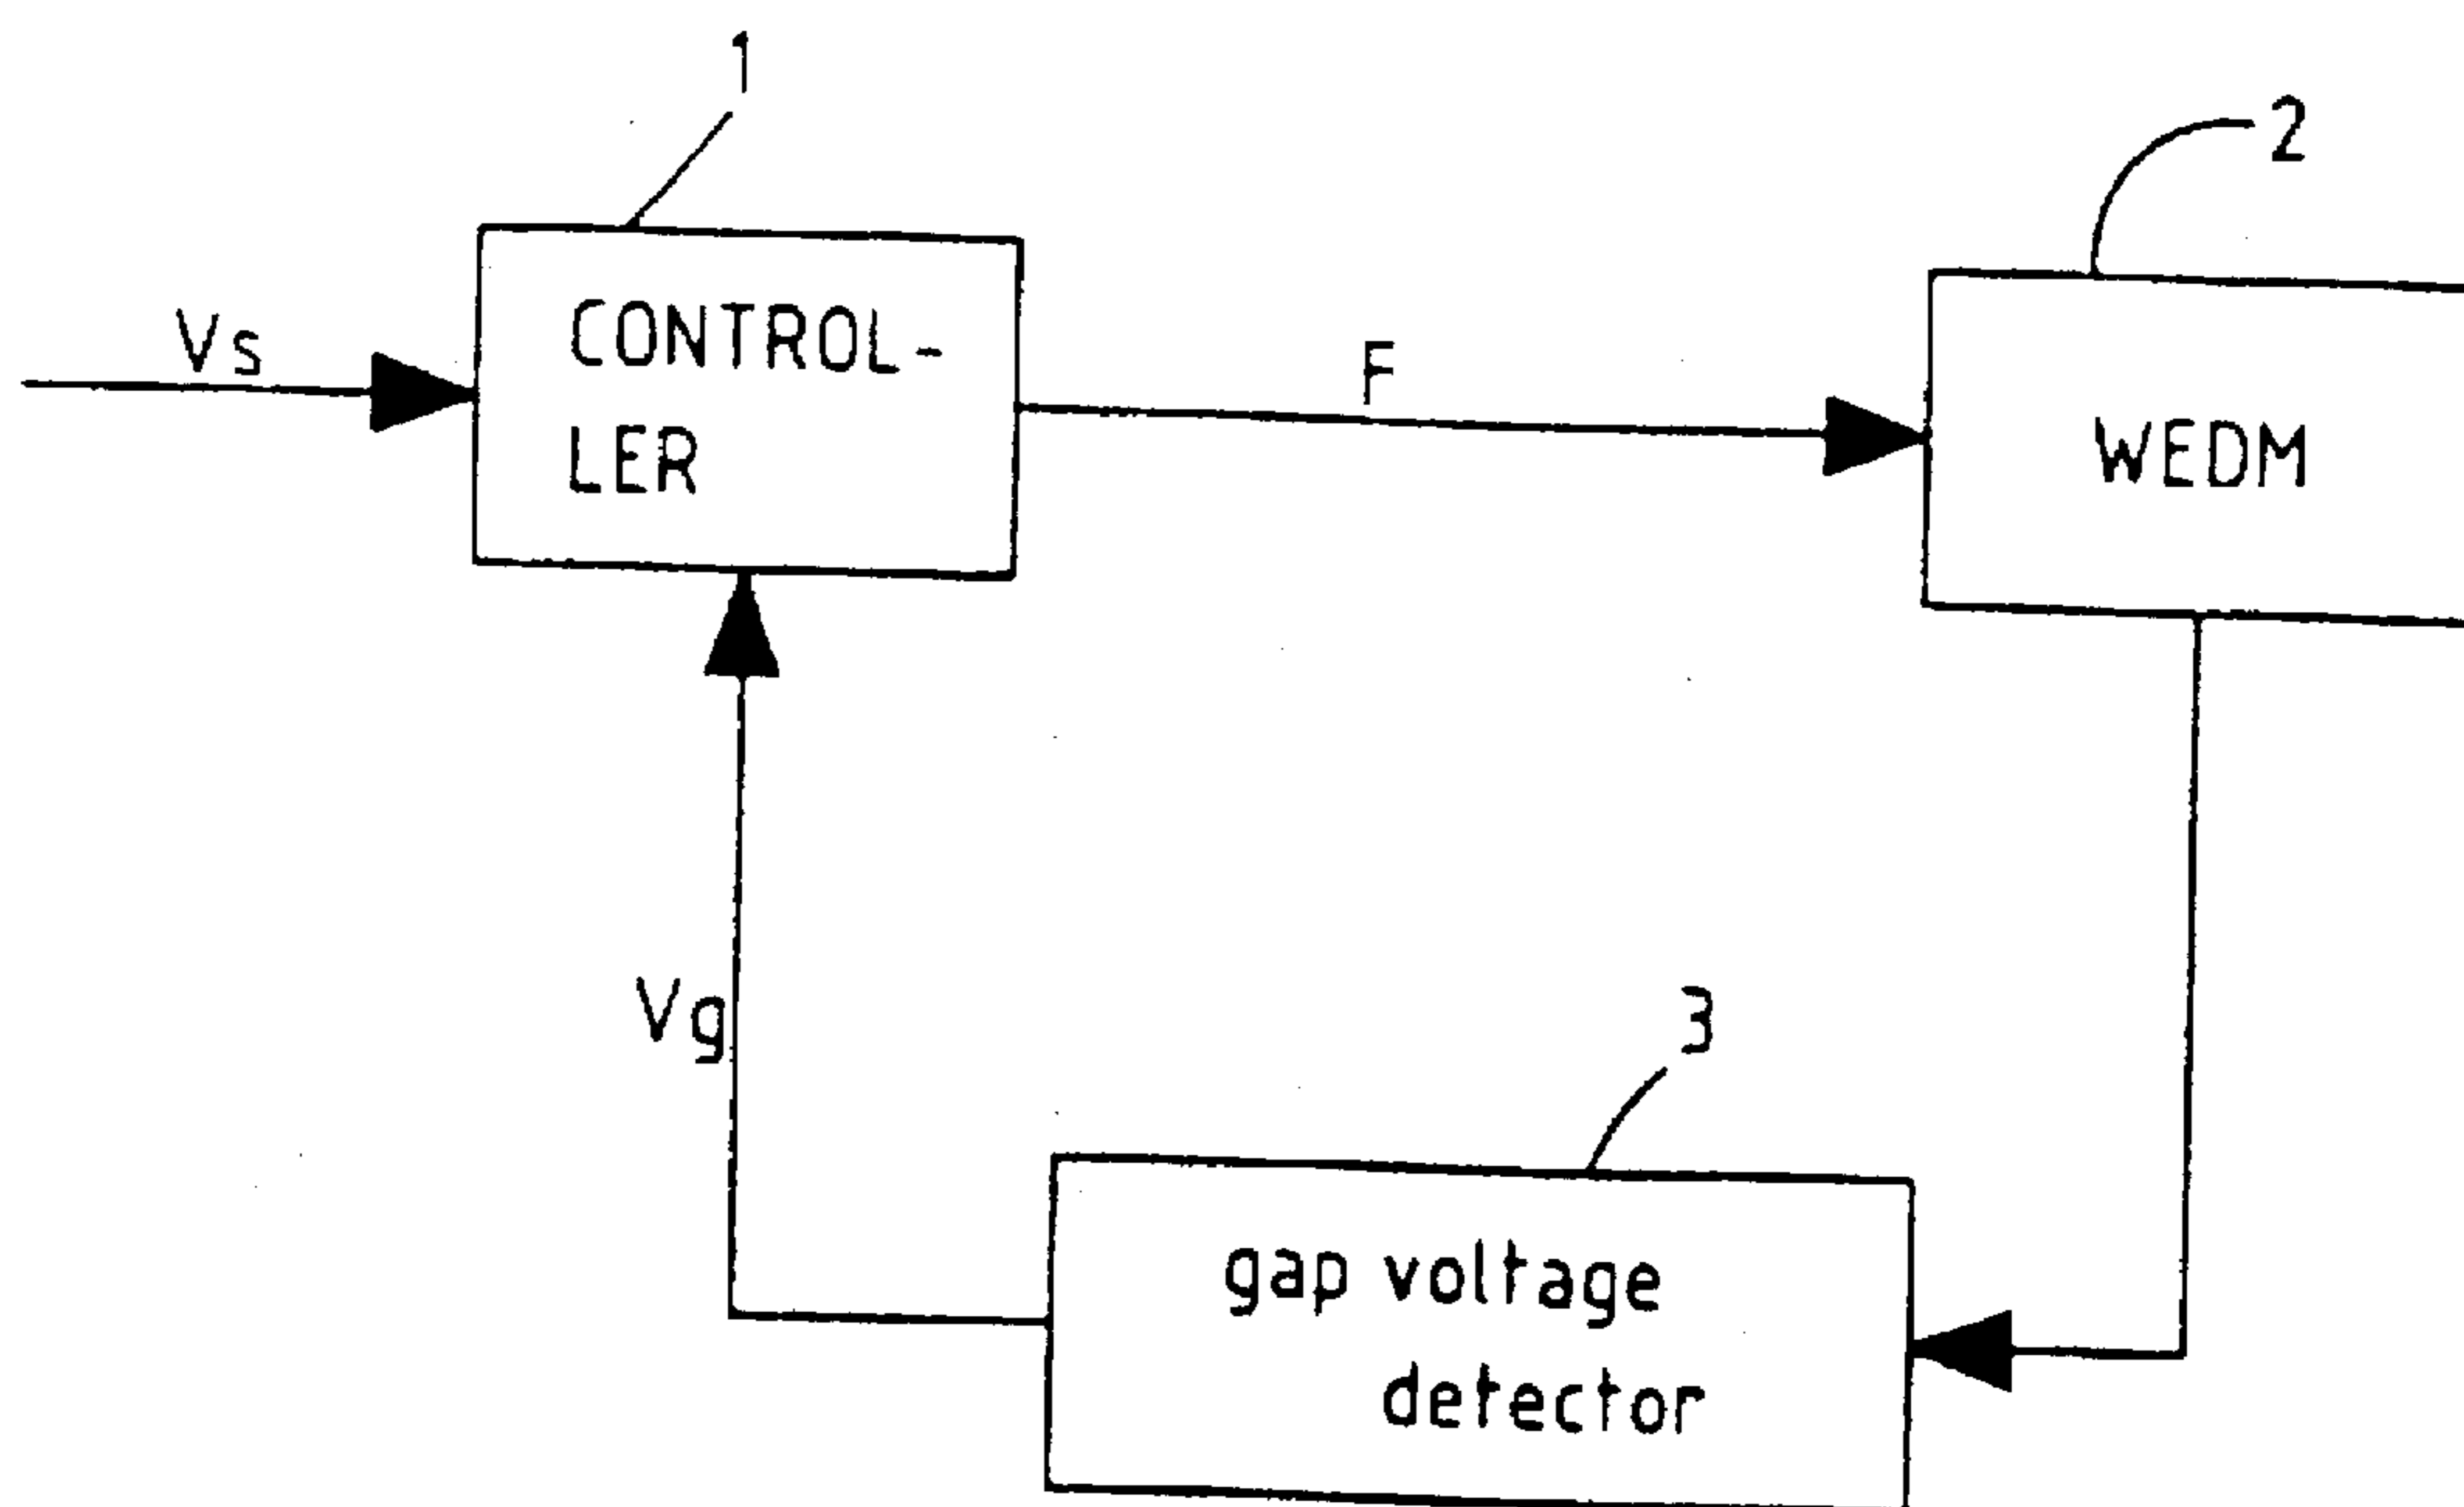 1
2
Vs
CONTROL-
LER
F
WEDM
Vg
3
gap voltage
detector